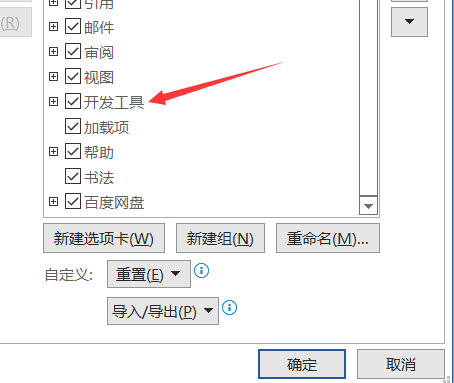 引用
(R)
邮件
审阅
视图
开发工具
加载项
帮助
书法
百度网盘
新建选项卡(W) 新建组(N) 重命名(M)...
自定义: 重置(E)
导入/导出(P)
确定 取消